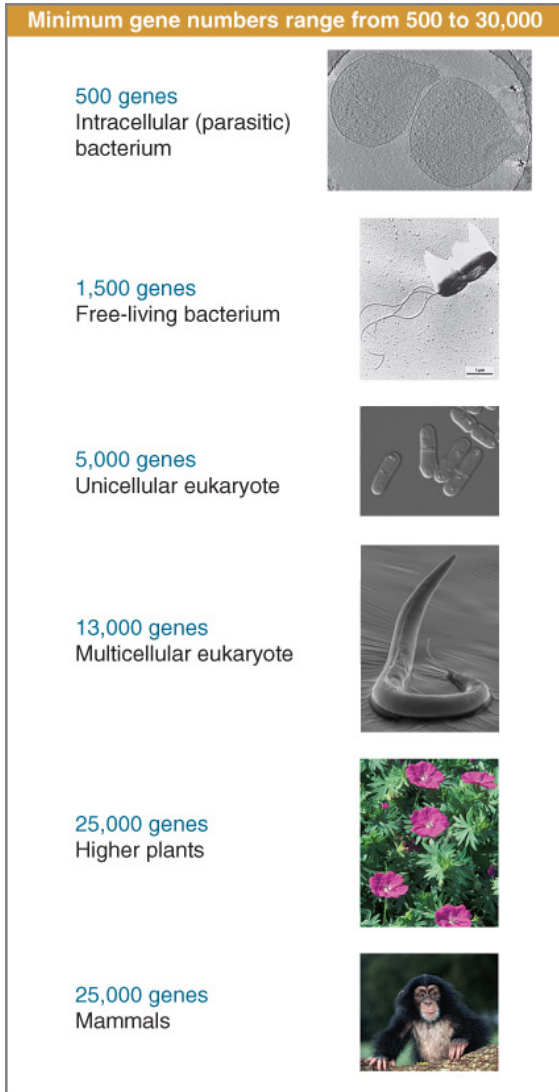 Minimum gene numbers range from 500 to 30,000
500 genes
Intracellular (parasitic)
bacterium
1,500 genes
Free-living bacterium
5,000 genes
Unicellular eukaryote
13,000 genes
Multicellular eukaryote
25,000 genes
Higher plants
25,000 genes
Mammals